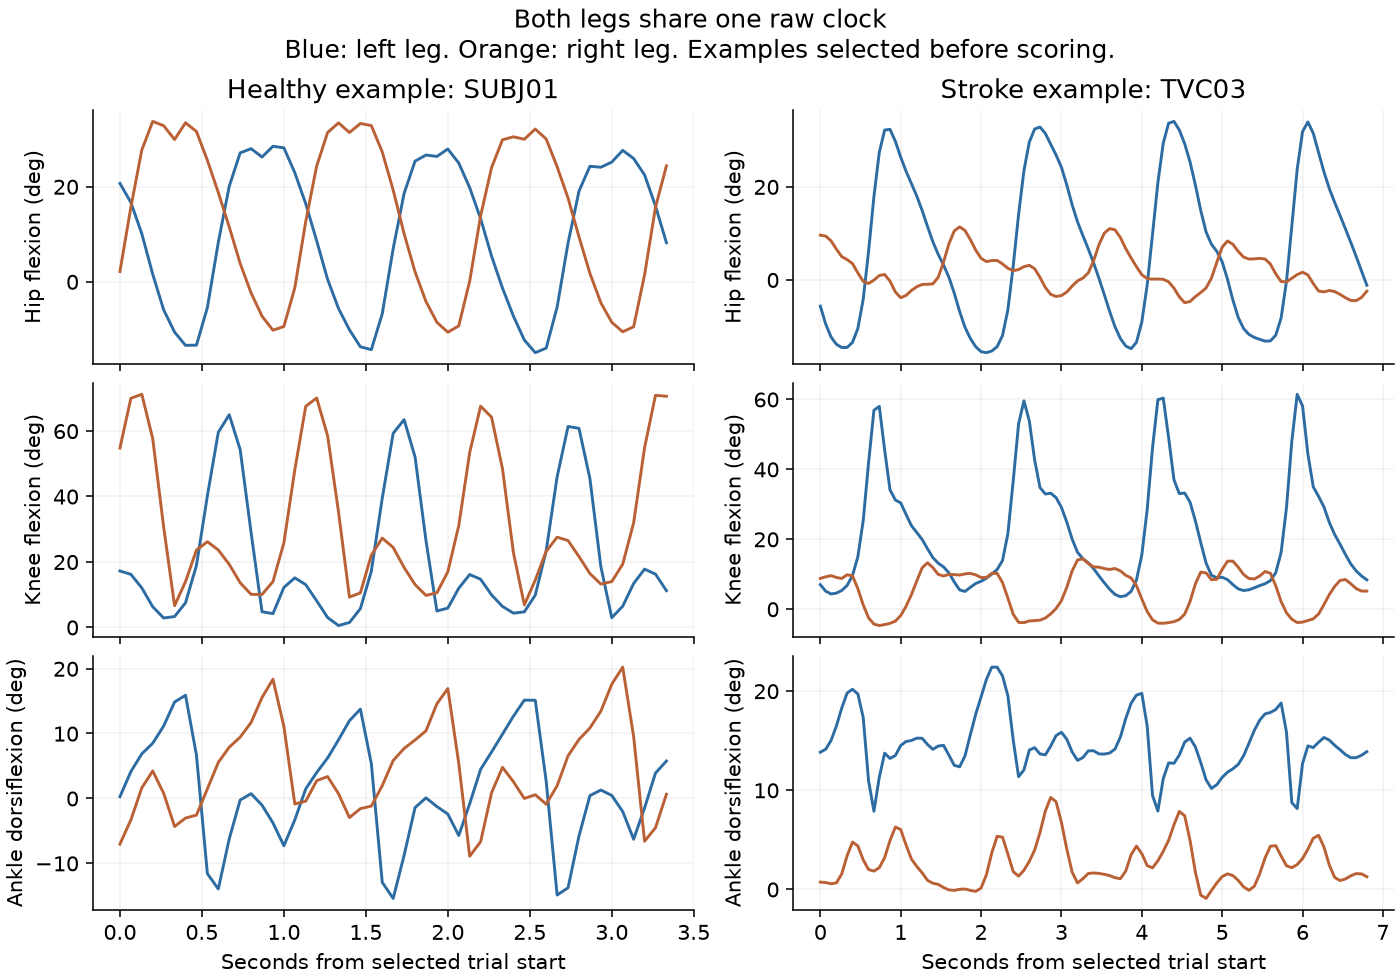 Both legs share one raw clock
Blue: left leg. Orange: right leg. Examples selected before scoring.
Healthy example: SUBJ01
Stroke example: TVC03
Hip flexion (deg)
20
0
Hip flexion (deg)
20
0
Knee flexion (deg)
60
40
20
0
Knee flexion (deg)
60
40
20
0
Ankle dorsiflexion (deg)
20
10
0
−10
Ankle dorsiflexion (deg)
20
10
0
0.0 0.5 1.0 1.5 2.0 2.5 3.0 3.5
0 1 2 3 4 5 6 7
Seconds from selected trial start
Seconds from selected trial start